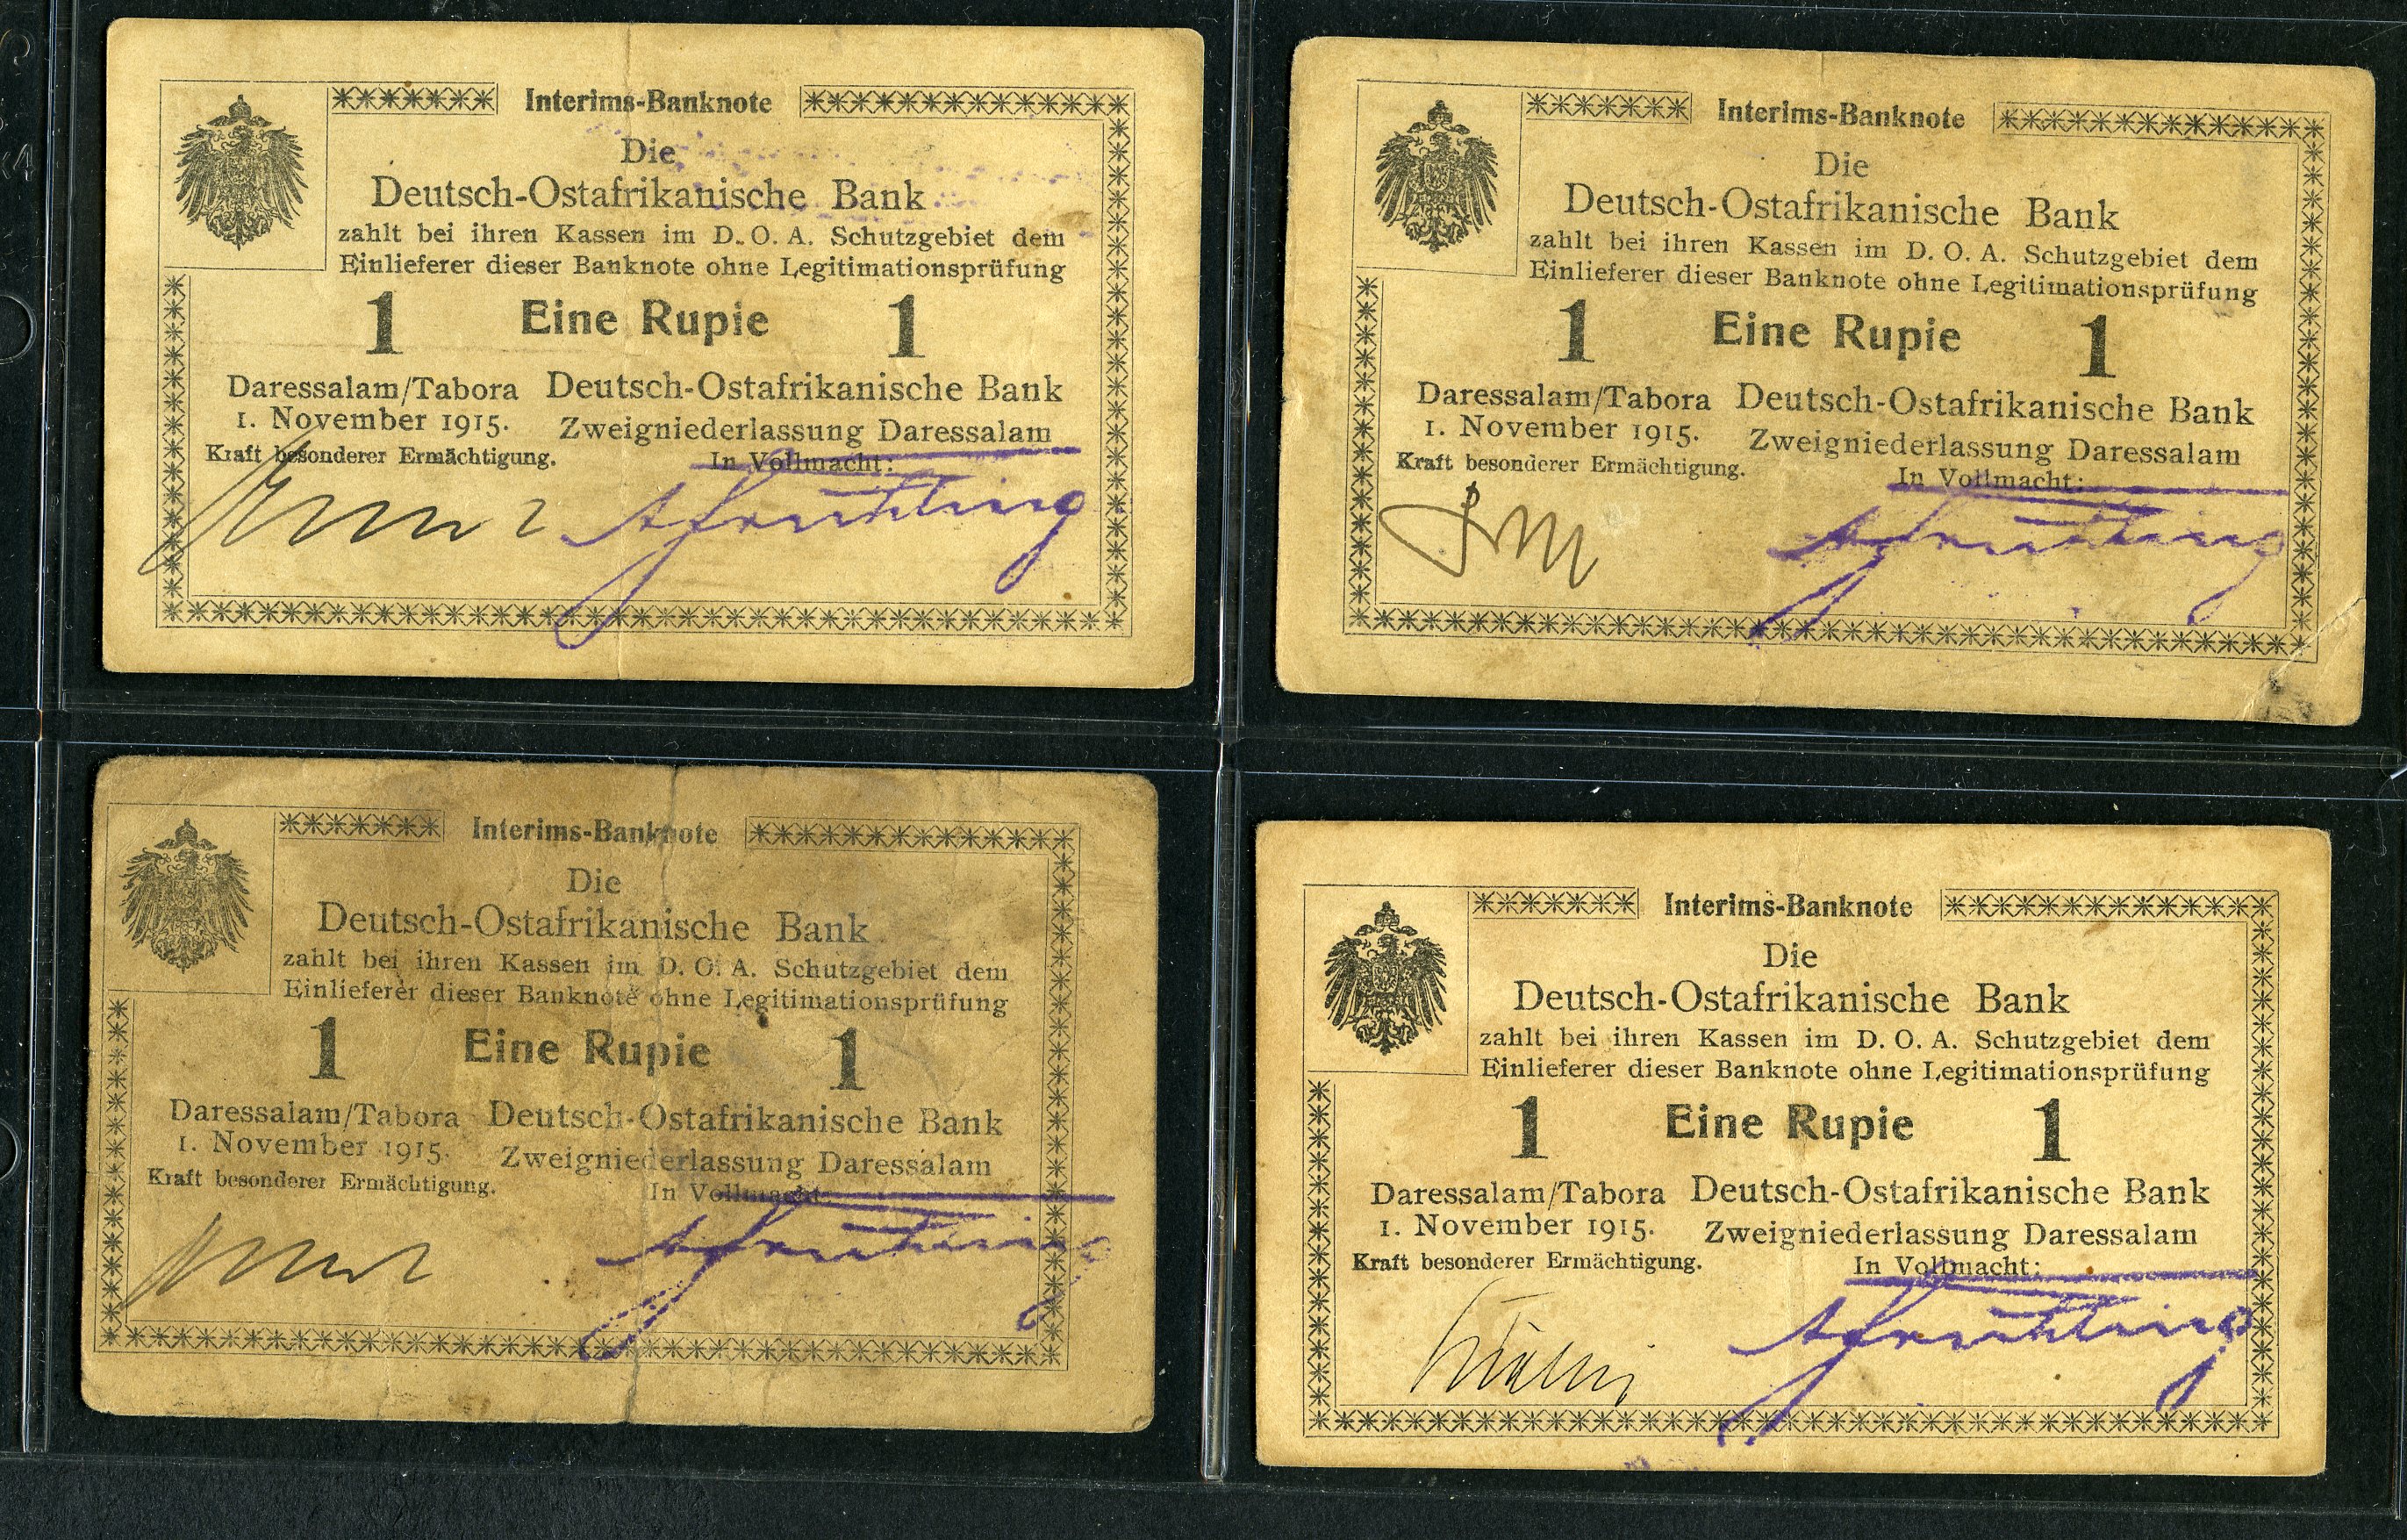 Interims-Banknote
Die
Deutsch-Ostafrikanische Bank
zahlt bei ihren Kassen im D. O. A. Schutzgebiet dem
Einlieferer dieser Banknote ohne Legitimationsprüfung
1 Eine Rupie 1
Daressalam/Tabora Deutsch-Ostafrikanische Bank
1. November 1915. Zweigniederlassung Daressalam
Kraft besonderer Ermächtigung. In Vollmacht:
Interims-Banknote
Die
Deutsch-Ostafrikanische Bank
zahlt bei ihren Kassen im D. O. A. Schutzgebiet dem
Einlieferer dieser Banknote ohne Legitimationsprüfung
1 Eine Rupie 1
Daressalam/Tabora Deutsch-Ostafrikanische Bank
1. November 1915. Zweigniederlassung Daressalam
Kraft besonderer Ermächtigung. In Vollmacht:
Interims-Banknote
Die
Deutsch-Ostafrikanische Bank
zahlt bei ihren Kassen im D. O. A. Schutzgebiet dem
Einlieferer dieser Banknote ohne Legitimationsprüfung
1 Eine Rupie 1
Daressalam/Tabora Deutsch-Ostafrikanische Bank
1. November 1915. Zweigniederlassung Daressalam
Kraft besonderer Ermächtigung. In Vollmacht:
Interims-Banknote
Die
Deutsch-Ostafrikanische Bank
zahlt bei ihren Kassen im D. O. A. Schutzgebiet dem
Einlieferer dieser Banknote ohne Legitimationsprüfung
1 Eine Rupie 1
Daressalam/Tabora Deutsch-Ostafrikanische Bank
1. November 1915. Zweigniederlassung Daressalam
Kraft besonderer Ermächtigung. In Vollmacht: